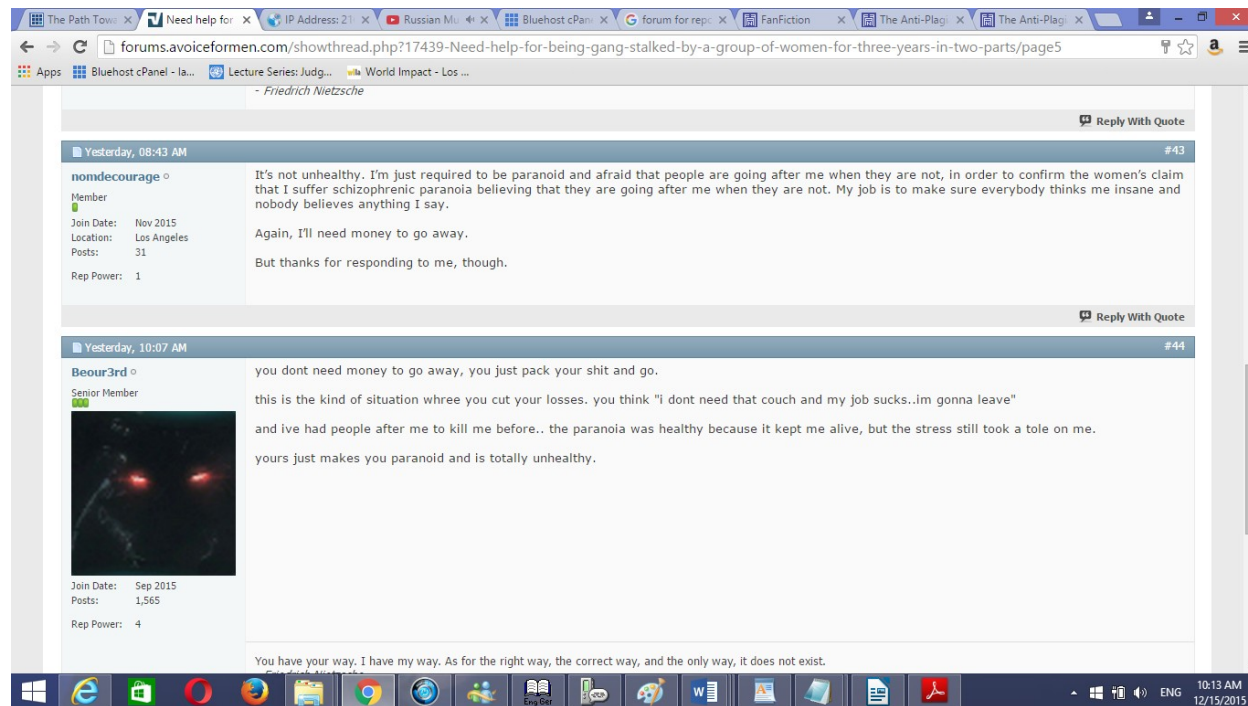 The Path Towa
Need help for
IP Address: 21
Russian Mu
Bluehost cPan
forum for repo
FanFiction
The Anti-Plagi
The Anti-Plagi
forums.avoiceformen.com/showthread.php?17439-Need-help-for-being-gang-stalked-by-a-group-of-women-for-three-years-in-two-parts/page5
Apps Bluehost cPanel - la... Lecture Series: Judg... World Impact - Los ...
- Friedrich Nietzsche
Reply With Quote
Yesterday, 08:43 AM #43
nomdecourage
Member
Join Date: Nov 2015
Location: Los Angeles
Posts: 31
Rep Power: 1
It's not unhealthy. I'm just required to be paranoid and afraid that people are going after me when they are not, in order to confirm the women's claim
that I suffer schizophrenic paranoia believing that they are going after me when they are not. My job is to make sure everybody thinks me insane and
nobody believes anything I say.
Again, I'll need money to go away.
But thanks for responding to me, though.
Reply With Quote
Yesterday, 10:07 AM #44
Beour3rd
Senior Member
Join Date: Sep 2015
Posts: 1,565
Rep Power: 4
you dont need money to go away, you just pack your shit and go.
this is the kind of situation whree you cut your losses. you think "i dont need that couch and my job sucks..im gonna leave"
and ive had people after me to kill me before.. the paranoia was healthy because it kept me alive, but the stress still took a tole on me.
yours just makes you paranoid and is totally unhealthy.
You have your way. I have my way. As for the right way, the correct way, and the only way, it does not exist.
- Friedrich Nietzsche
Eng Ger
ENG
10:13 AM
12/15/2015